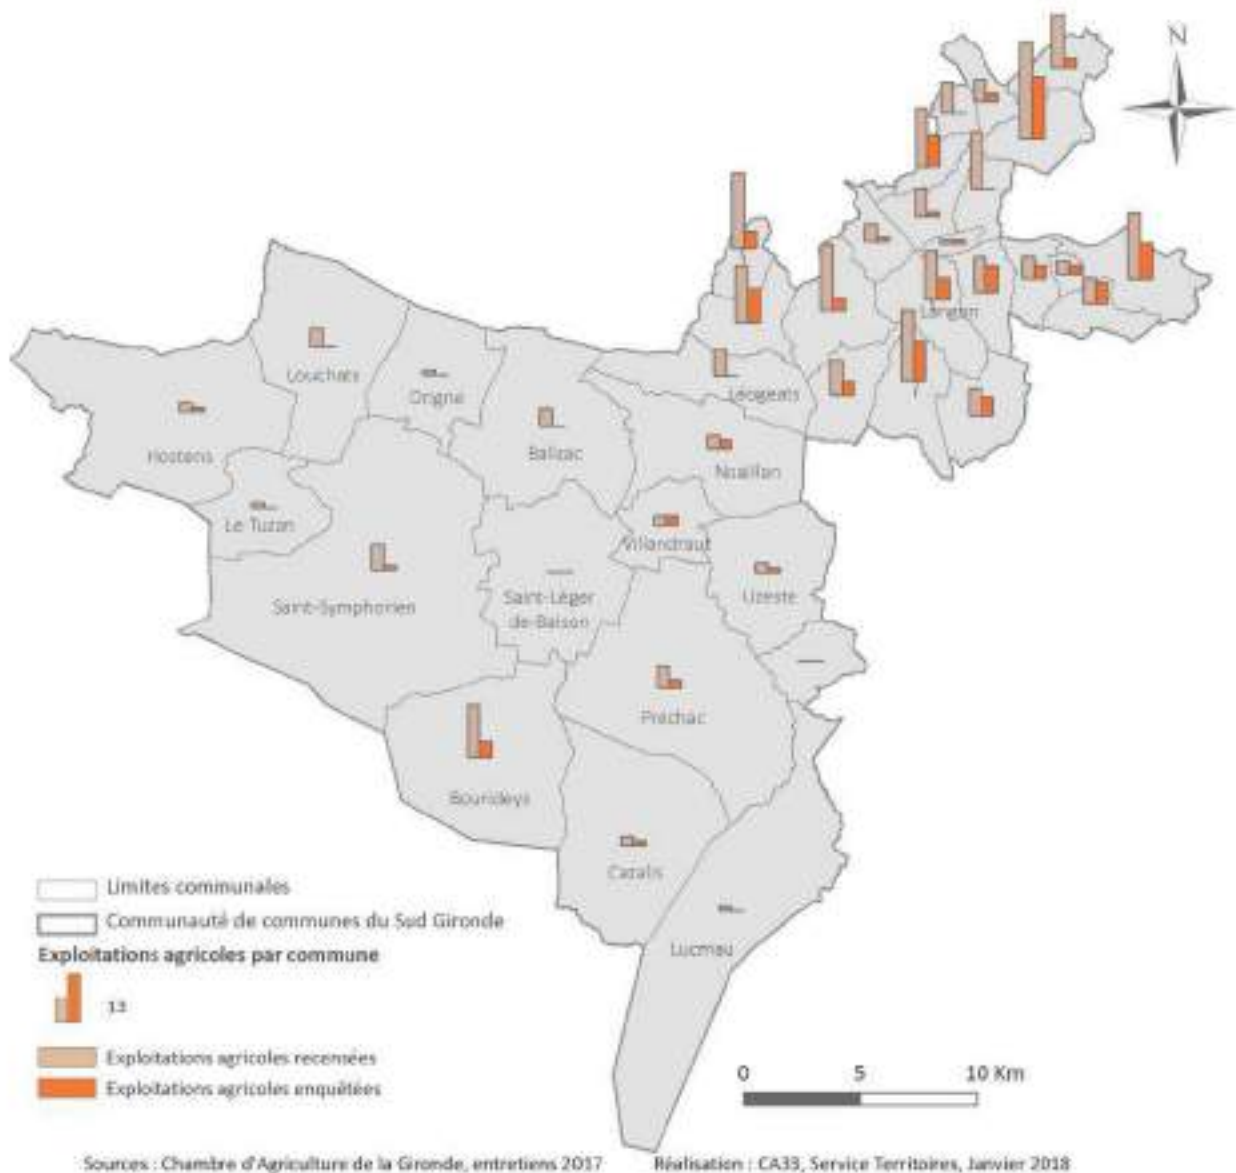 N
Langon
Louchats
Origne
Léogeats
Hostens
Balizac
Noaillan
Le Tuzan
Villandraut
Saint-Symphorien
Saint-Léger
de-Balson
Uzeste
Préchac
Bourideys
Cazalis
Lucmau
Limites communales
Communauté de communes du Sud Gironde
Exploitations agricoles par commune
13
Exploitations agricoles recensées
Exploitations agricoles enquêtées
0 5 10 Km
Sources : Chambre d'Agriculture de la Gironde, entretiens 2017 Réalisation : CA33, Service Territoires, Janvier 2018